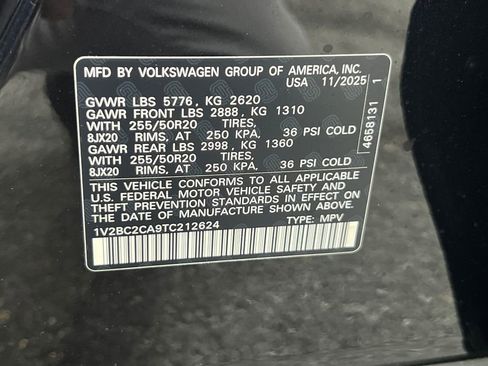 MFD BY VOLKSWAGEN GROUP OF AMERICA, INC.
USA 11/2025
GVWR LBS 5776, KG 2620
GAWR FRONT LBS 2888, KG 1310
WITH 255/50R20 TIRES,
8JX20 RIMS, AT 250 KPA, 36 PSI COLD
GAWR REAR LBS 2998, KG 1360
WITH 255/50R20 TIRES,
8JX20 RIMS, AT 250 KPA, 36 PSI COLD
THIS VEHICLE CONFORMS TO ALL APPLICABLE
U.S. FEDERAL MOTOR VEHICLE SAFETY AND
THEFT PREVENTION STANDARDS IN EFFECT ON
THE DATE OF MANUFACTURE SHOWN ABOVE
1V2BC2CA9TC212624 TYPE: MPV
4658131 1